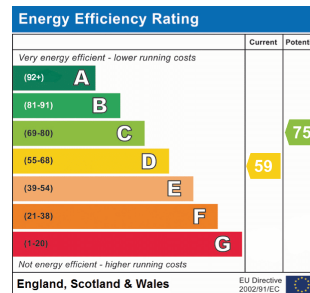 Energy Efficiency Rating
Current Potenti
Very energy efficient - lower running costs
(92+) A
(81-91) B
(69-80) C
75
(55-68) D
59
(39-54) E
(21-38) F
(1-20) G
Not energy efficient - higher running costs
England, Scotland & Wales
EU Directive
2002/91/EC